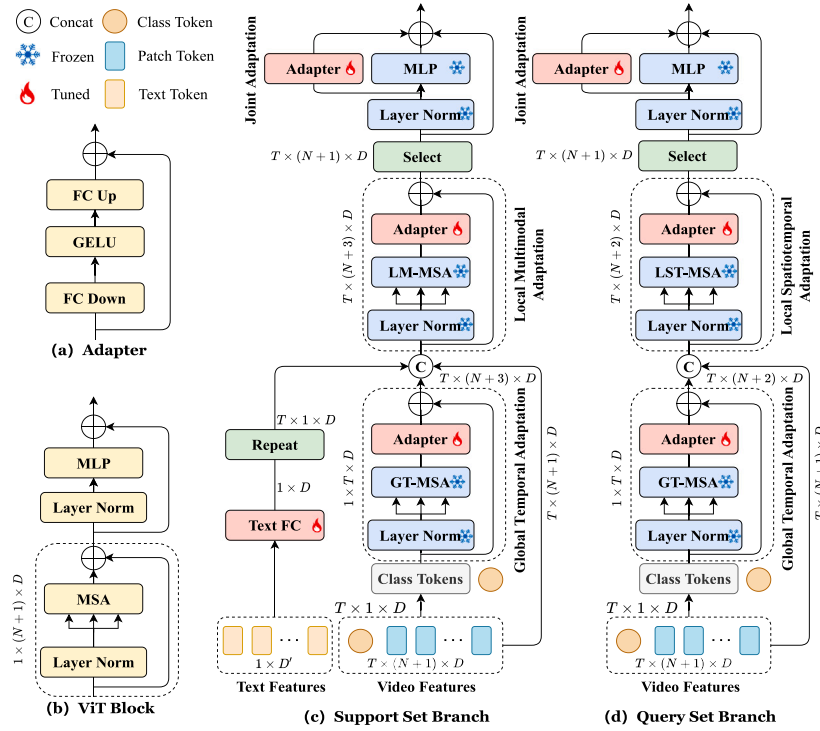 C Concat
Class Token
Frozen
Patch Token
Tuned
Text Token
FC Up
GELU
FC Down
(a) Adapter
MLP
Layer Norm
MSA
Layer Norm
1 × (N + 1) × D
(b) ViT Block
Joint Adaptation
Adapter
MLP
Layer Norm
T × (N + 1) × D
Select
Adapter
LM-MSA
Layer Norm
T × (N + 3) × D
Local Multimodal
Adaptation
C
T × (N + 3) × D
T × 1 × D
Repeat
1 × D
Text FC
Adapter
GT-MSA
Layer Norm
1 × T × D
Global Temporal Adaptation
T × (N + 1) × D
Class Tokens
T × 1 × D
···
1 × D′
Text Features
···
T × (N + 1) × D
Video Features
(c) Support Set Branch
Joint Adaptation
Adapter
MLP
Layer Norm
T × (N + 1) × D
Select
Adapter
LST-MSA
Layer Norm
T × (N + 2) × D
Local Spatiotemporal
Adaptation
C
T × (N + 2) × D
Adapter
GT-MSA
Layer Norm
1 × T × D
Global Temporal Adaptation
T × (N + 1) × D
Class Tokens
T × 1 × D
···
T × (N + 1) × D
Video Features
(d) Query Set Branch